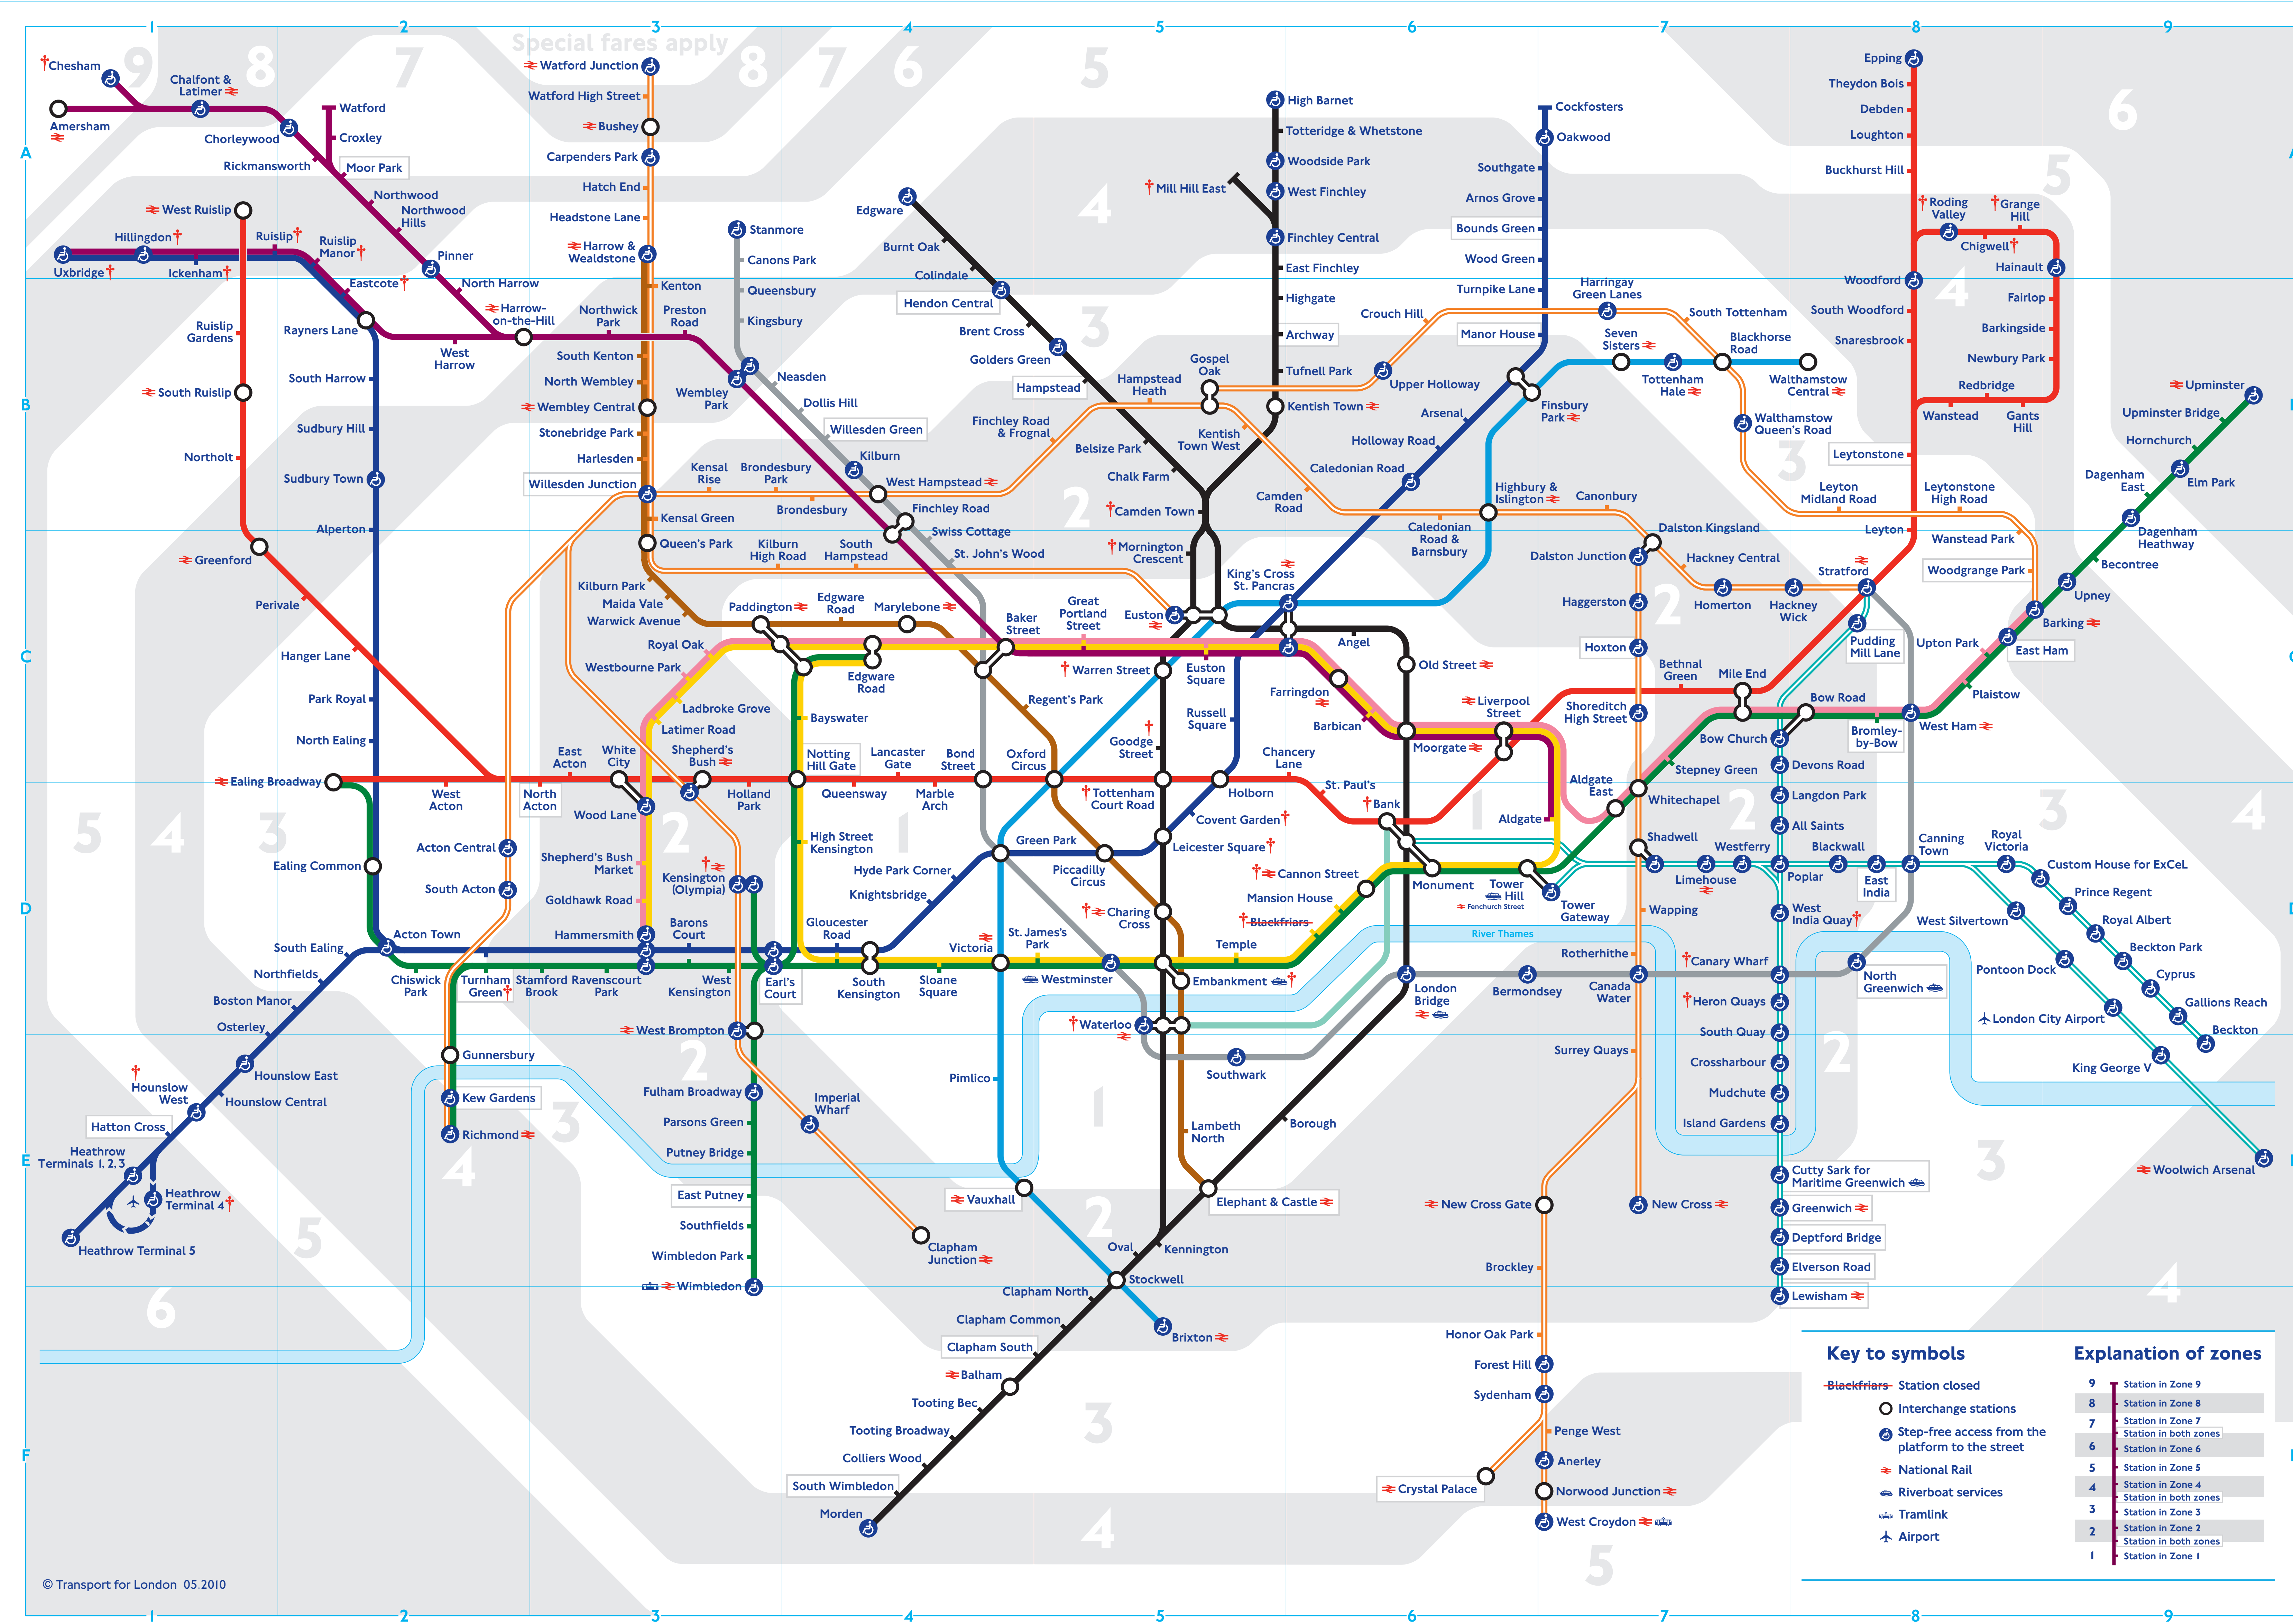 1
2
3
4
5
6
7
8
9
Special fares apply
9
8
7
8
7
6
5
6
5
†Chesham
Chalfont &
Latimer
Amersham
Chorleywood
Rickmansworth
Watford
Croxley
Moor Park
Northwood
Northwood
Hills
Pinner
North Harrow
Harrow-
on-the-Hill
West Ruislip
Hillingdon†
Uxbridge†
Ickenham†
Ruislip†
Ruislip
Manor†
Eastcote†
Rayners Lane
West
Harrow
Ruislip
Gardens
South Ruislip
Northolt
Greenford
Perivale
Hanger Lane
South Harrow
Sudbury Hill
Sudbury Town
Alperton
Park Royal
North Ealing
Ealing Broadway
Ealing Common
Watford Junction
Watford High Street
Bushey
Carpenders Park
Hatch End
Headstone Lane
Harrow &
Wealdstone
Kenton
Northwick
Park
Preston
Road
South Kenton
North Wembley
Wembley Central
Stonebridge Park
Harlesden
Willesden Junction
Kensal Green
Queen's Park
Kilburn Park
Maida Vale
Warwick Avenue
Stanmore
Canons Park
Queensbury
Kingsbury
Wembley
Park
Neasden
Dollis Hill
Willesden Green
Kilburn
West Hampstead
Finchley Road
Swiss Cottage
St. John's Wood
Kensal
Rise
Brondesbury
Park
Brondesbury
Kilburn
High Road
South
Hampstead
Edgware
Burnt Oak
Colindale
Hendon Central
Brent Cross
Golders Green
Hampstead
Belsize Park
Chalk Farm
†Camden Town
†Mornington
Crescent
Finchley Road
& Frognal
Hampstead
Heath
Gospel
Oak
Kentish
Town West
Camden
Road
High Barnet
Totteridge & Whetstone
Woodside Park
West Finchley
†Mill Hill East
Finchley Central
East Finchley
Highgate
Archway
Tufnell Park
Kentish Town
Cockfosters
Oakwood
Southgate
Arnos Grove
Bounds Green
Wood Green
Turnpike Lane
Manor House
Finsbury
Park
Arsenal
Holloway Road
Caledonian Road
Crouch Hill
Upper Holloway
Harringay
Green Lanes
South Tottenham
Seven
Sisters
Tottenham
Hale
Blackhorse
Road
Walthamstow
Central
Walthamstow
Queen's Road
Leyton
Midland Road
Leytonstone
High Road
Wanstead Park
Woodgrange Park
Highbury &
Islington
Canonbury
Caledonian
Road &
Barnsbury
Dalston Kingsland
Dalston Junction
Hackney Central
Homerton
Hackney
Wick
Stratford
Haggerston
Hoxton
Shoreditch
High Street
Epping
Theydon Bois
Debden
Loughton
Buckhurst Hill
†Roding
Valley
†Grange
Hill
Chigwell†
Hainault
Woodford
Fairlop
South Woodford
Barkingside
Snaresbrook
Newbury Park
Redbridge
Wanstead
Gants
Hill
Leytonstone
Leyton
Upminster
Upminster Bridge
Hornchurch
Elm Park
Dagenham
East
Dagenham
Heathway
Becontree
Upney
Barking
East Ham
Upton Park
Plaistow
West Ham
Bromley-
by-Bow
Bow Road
Mile End
Bethnal
Green
Stepney Green
Whitechapel
Aldgate
East
Aldgate
Pudding
Mill Lane
Bow Church
Devons Road
Langdon Park
All Saints
Paddington
Edgware
Road
Marylebone
Baker
Street
Great
Portland
Street
Euston
King's Cross
St. Pancras
Angel
Old Street
Royal Oak
Westbourne Park
Ladbroke Grove
Latimer Road
Edgware
Road
†Warren Street
Euston
Square
Farringdon
Barbican
Moorgate
Liverpool
Street
Regent's Park
Russell
Square
†
Goodge
Street
Bayswater
Notting
Hill Gate
Lancaster
Gate
Bond
Street
Oxford
Circus
Chancery
Lane
East
Acton
White
City
Shepherd's
Bush
Holland
Park
Queensway
Marble
Arch
†Tottenham
Court Road
Holborn
St. Paul's
†Bank
West
Acton
North
Acton
Wood Lane
Shepherd's Bush
Market
Goldhawk Road
Hammersmith
Acton Central
South Acton
High Street
Kensington
Kensington
(Olympia)
Green Park
Hyde Park Corner
Knightsbridge
Piccadilly
Circus
Covent Garden†
Leicester Square†
†Cannon Street
Mansion House
†Blackfriars
Temple
Monument
Tower
Hill
Fenchurch Street
Tower
Gateway
†Charing
Cross
Barons
Court
Gloucester
Road
Victoria
St. James's
Park
Westminster
Embankment†
South Ealing
Acton Town
Northfields
Boston Manor
Osterley
Hounslow East
Hounslow Central
†
Hounslow
West
Hatton Cross
Heathrow
Terminals 1, 2, 3
Heathrow
Terminal 4†
Heathrow Terminal 5
Chiswick
Park
Turnham
Green†
Stamford
Brook
Ravenscourt
Park
West
Kensington
Earl's
Court
South
Kensington
Sloane
Square
Gunnersbury
Kew Gardens
Richmond
West Brompton
Fulham Broadway
Parsons Green
Putney Bridge
East Putney
Southfields
Wimbledon Park
Wimbledon
Imperial
Wharf
Clapham
Junction
Pimlico
Vauxhall
Stockwell
Brixton
†Waterloo
Southwark
Lambeth
North
Elephant & Castle
Borough
London
Bridge
Bermondsey
Kennington
Oval
Clapham North
Clapham Common
Clapham South
Balham
Tooting Bec
Tooting Broadway
Colliers Wood
South Wimbledon
Morden
River Thames
Shadwell
Wapping
Rotherhithe
Canada
Water
Surrey Quays
New Cross Gate
New Cross
Brockley
Honor Oak Park
Forest Hill
Sydenham
Penge West
Anerley
Crystal Palace
Norwood Junction
West Croydon
Limehouse
Westferry
Poplar
Blackwall
East
India
Canning
Town
Royal
Victoria
Custom House for ExCeL
Prince Regent
Royal Albert
Beckton Park
Cyprus
Gallions Reach
Beckton
West Silvertown
Pontoon Dock
London City Airport
King George V
Woolwich Arsenal
West
India Quay†
†Canary Wharf
North
Greenwich
†Heron Quays
South Quay
Crossharbour
Mudchute
Island Gardens
Cutty Sark for
Maritime Greenwich
Greenwich
Deptford Bridge
Elverson Road
Lewisham
A
B
C
D
E
F
Key to symbols
Blackfriars Station closed
Interchange stations
Step-free access from the
platform to the street
National Rail
Riverboat services
Tramlink
Airport
Explanation of zones
9 Station in Zone 9
8 Station in Zone 8
7 Station in Zone 7
Station in both zones
6 Station in Zone 6
5 Station in Zone 5
4 Station in Zone 4
Station in both zones
3 Station in Zone 3
2 Station in Zone 2
Station in both zones
1 Station in Zone 1
© Transport for London 05.2010
1
2
3
4
5
6
7
8
9